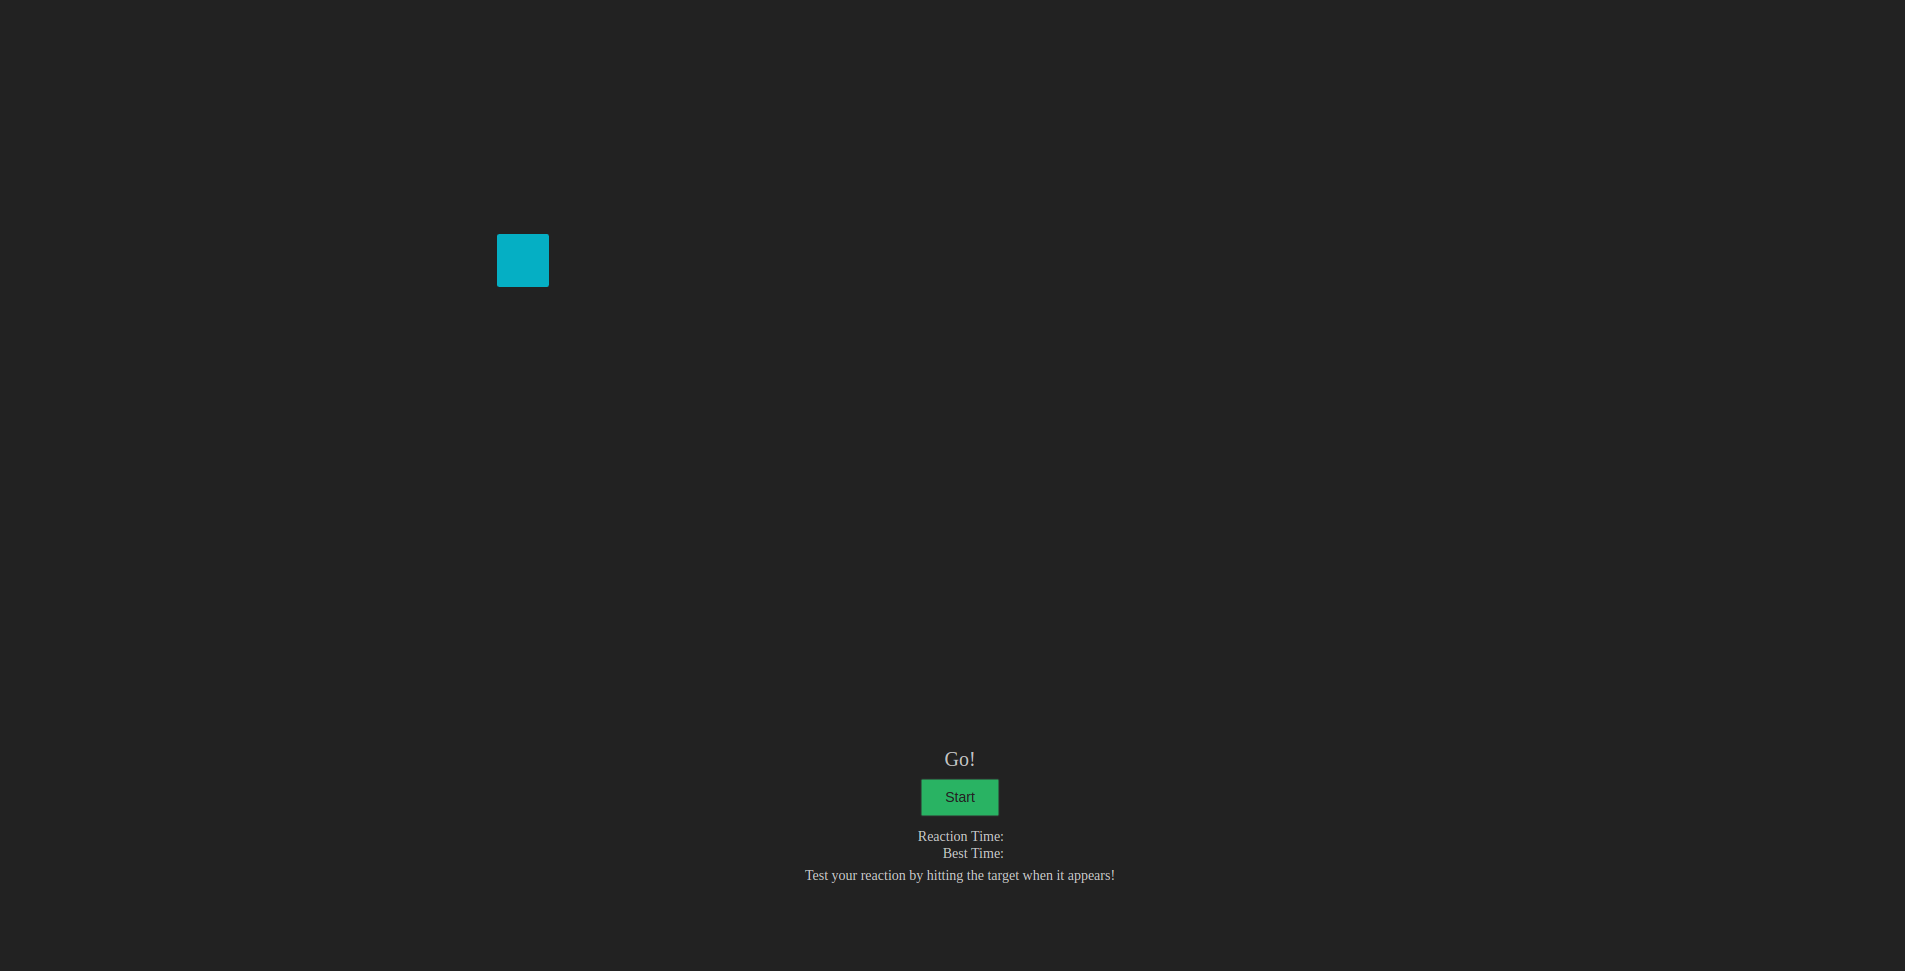 Go!
Start
Reaction Time:
Best Time:
Test your reaction by hitting the target when it appears!